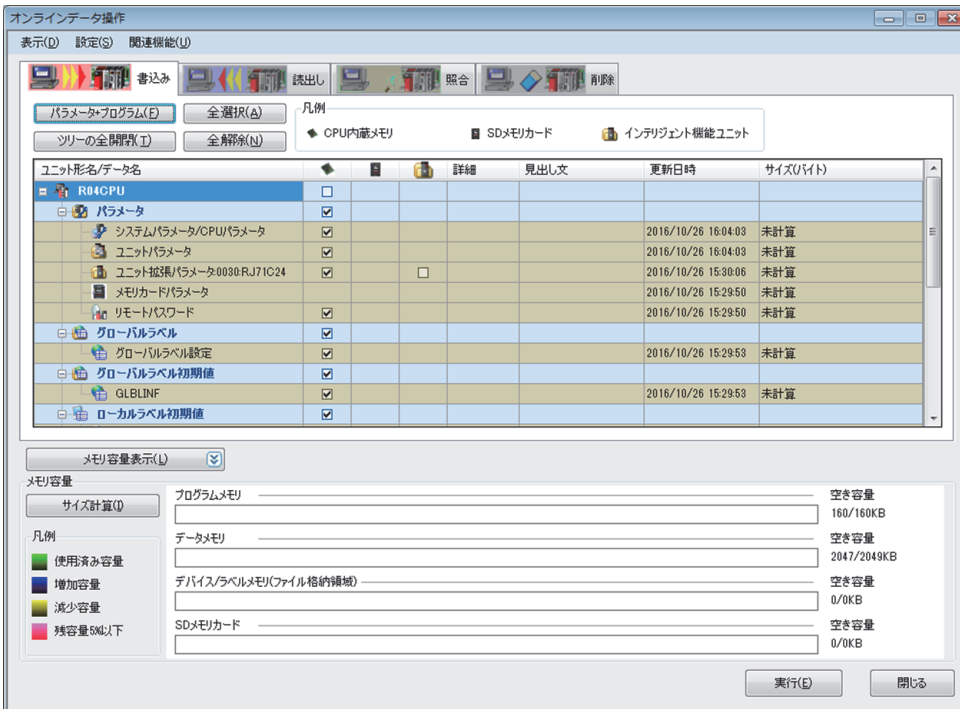 オンラインデータ操作
表示(D) 設定(S) 関連機能(U)
書込み 読出し 照合 削除
パラメータ+プログラム(F) 全選択(A) 凡例
CPU内蔵メモリ SDメモリカード インテリジェント機能ユニット
ツリーの全開閉(T) 全解除(N)
ユニット形名/データ名 詳細 見出し文 更新日時 サイズ(バイト)
R04CPU
パラメータ
システムパラメータ/CPUパラメータ 2016/10/26 16:04:03 未計算
ユニットパラメータ 2016/10/26 16:04:03 未計算
ユニット拡張パラメータ:0030:RJ71C24 2016/10/26 15:30:06 未計算
メモリカードパラメータ 2016/10/26 15:29:50 未計算
リモートパスワード 2016/10/26 15:29:50 未計算
グローバルラベル
グローバルラベル設定 2016/10/26 15:29:53 未計算
グローバルラベル初期値
GLBLINF 2016/10/26 15:29:53 未計算
ローカルラベル初期値
メモリ容量表示(L)
メモリ容量
サイズ計算(I) プログラムメモリ 空き容量
160/160KB
凡例 データメモリ 空き容量
使用済み容量 2047/2049KB
増加容量 デバイス/ラベルメモリ(ファイル格納領域) 空き容量
減少容量 0/0KB
残容量5%以下 SDメモリカード 空き容量
0/0KB
実行(E) 閉じる